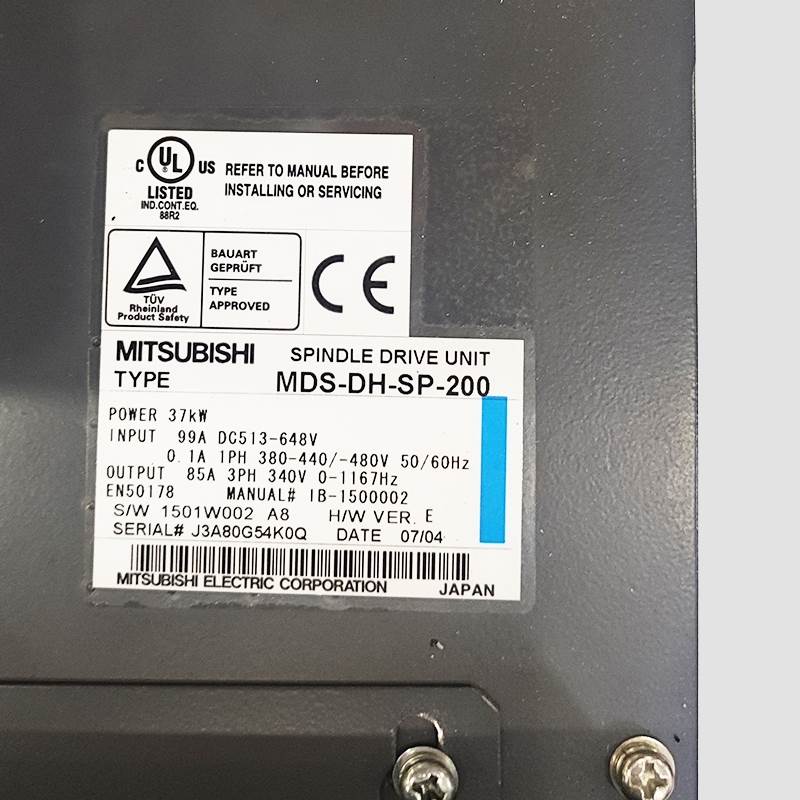 C UL US
LISTED
IND.CONT.EQ.
88R2
REFER TO MANUAL BEFORE
INSTALLING OR SERVICING
TÜV
Rheinland
Product Safety
BAUART
GEPRÜFT
TYPE
APPROVED
CE
MITSUBISHI SPINDLE DRIVE UNIT
TYPE MDS-DH-SP-200
POWER 37kW
INPUT 99A DC513-648V
0.1A 1PH 380-440/-480V 50/60Hz
OUTPUT 85A 3PH 340V 0-1167Hz
EN50178 MANUAL# IB-1500002
S/W 1501W002 A8 H/W VER. E
SERIAL# J3A80G54K0Q DATE 07/04
MITSUBISHI ELECTRIC CORPORATION JAPAN